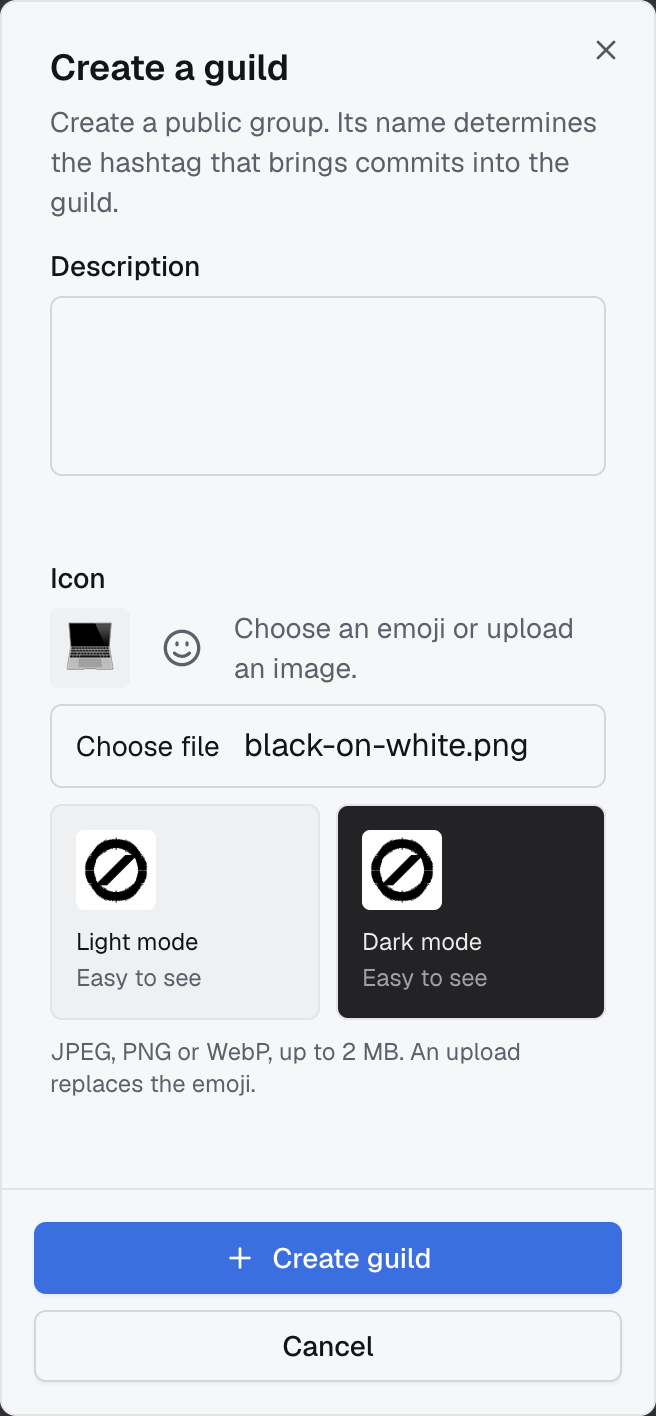 Create a guild
Create a public group. Its name determines
the hashtag that brings commits into the
guild.
Description
Icon
Choose an emoji or upload
an image.
Choose file black-on-white.png
Light mode
Easy to see
Dark mode
Easy to see
JPEG, PNG or WebP, up to 2 MB. An upload
replaces the emoji.
Create guild
Cancel